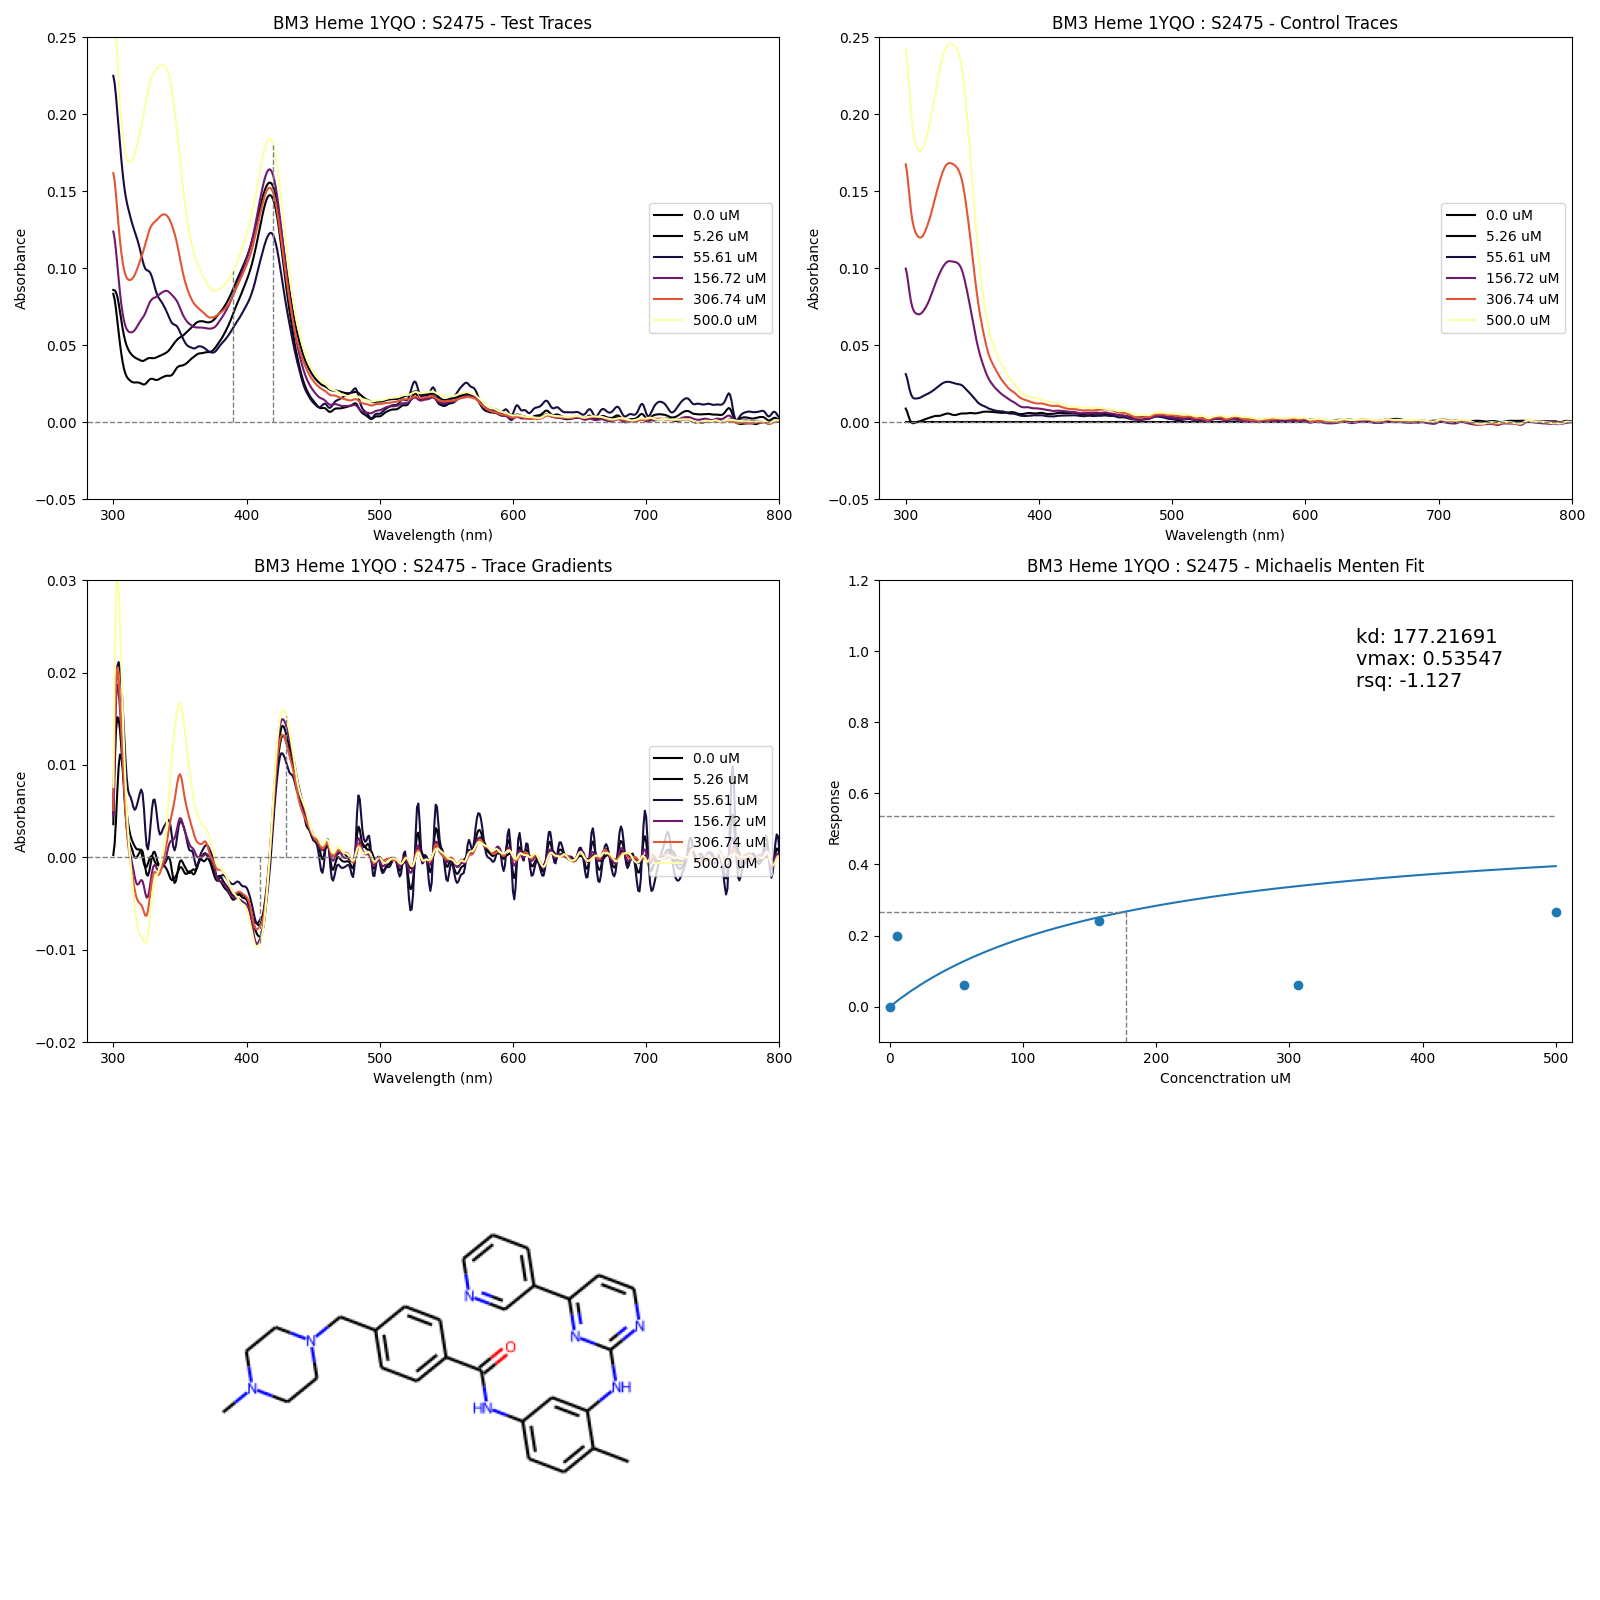 BM3 Heme 1YQO : S2475 - Test Traces
0.25
0.20
0.15
0.10
0.05
0.00
−0.05
Absorbance
300 400 500 600 700 800
Wavelength (nm)
0.0 uM
5.26 uM
55.61 uM
156.72 uM
306.74 uM
500.0 uM
BM3 Heme 1YQO : S2475 - Control Traces
0.25
0.20
0.15
0.10
0.05
0.00
−0.05
Absorbance
300 400 500 600 700 800
Wavelength (nm)
0.0 uM
5.26 uM
55.61 uM
156.72 uM
306.74 uM
500.0 uM
BM3 Heme 1YQO : S2475 - Trace Gradients
0.03
0.02
0.01
0.00
−0.01
−0.02
Absorbance
300 400 500 600 700 800
Wavelength (nm)
0.0 uM
5.26 uM
55.61 uM
156.72 uM
306.74 uM
500.0 uM
BM3 Heme 1YQO : S2475 - Michaelis Menten Fit
1.2
1.0
0.8
0.6
0.4
0.2
0.0
Response
kd: 177.21691
vmax: 0.53547
rsq: -1.127
0 100 200 300 400 500
Concenctration uM
N
N
N
N
O
N
NH
N
HN